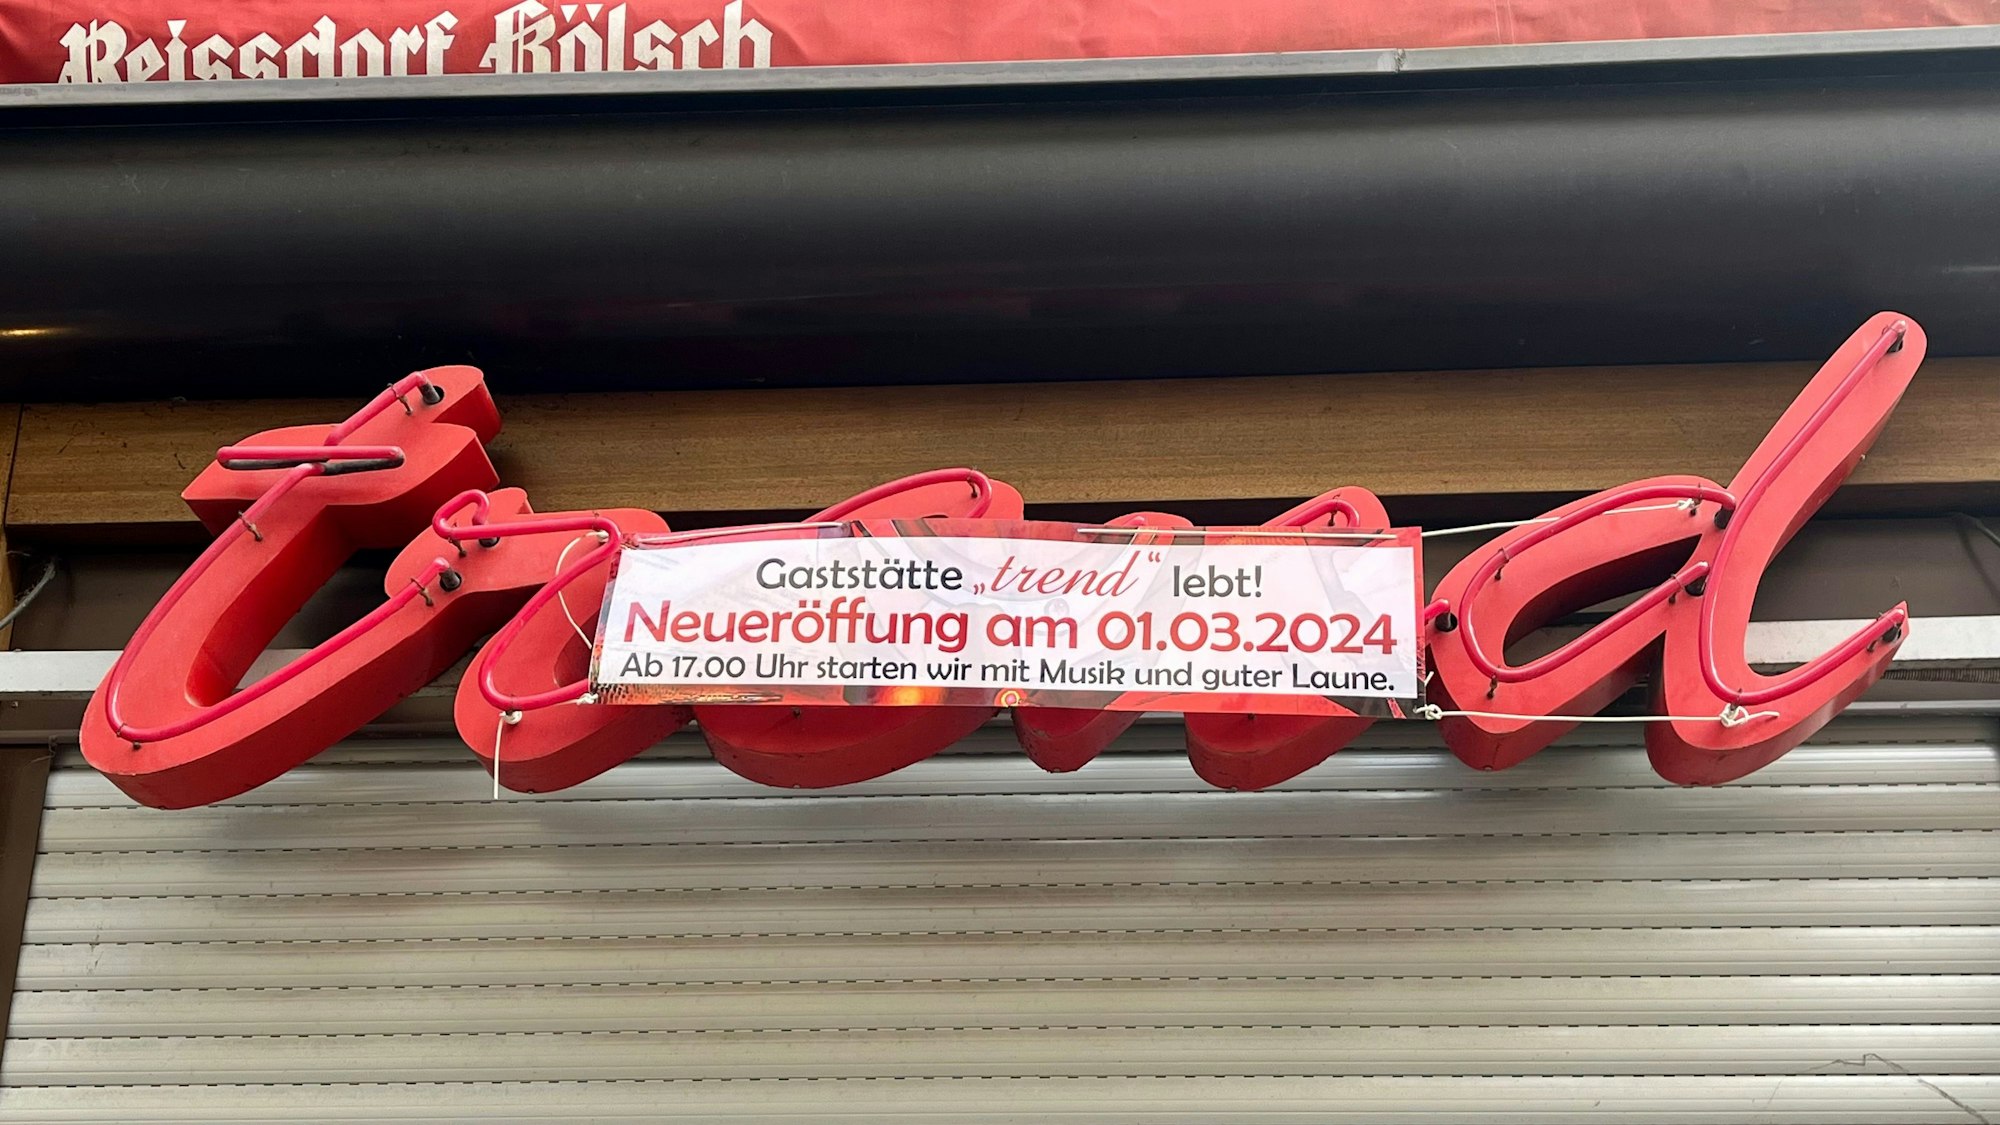 Reissdorf Kölsch
trend
Gaststätte „trend“ lebt!
Neueröffung am 01.03.2024
Ab 17.00 Uhr starten wir mit Musik und guter Laune.